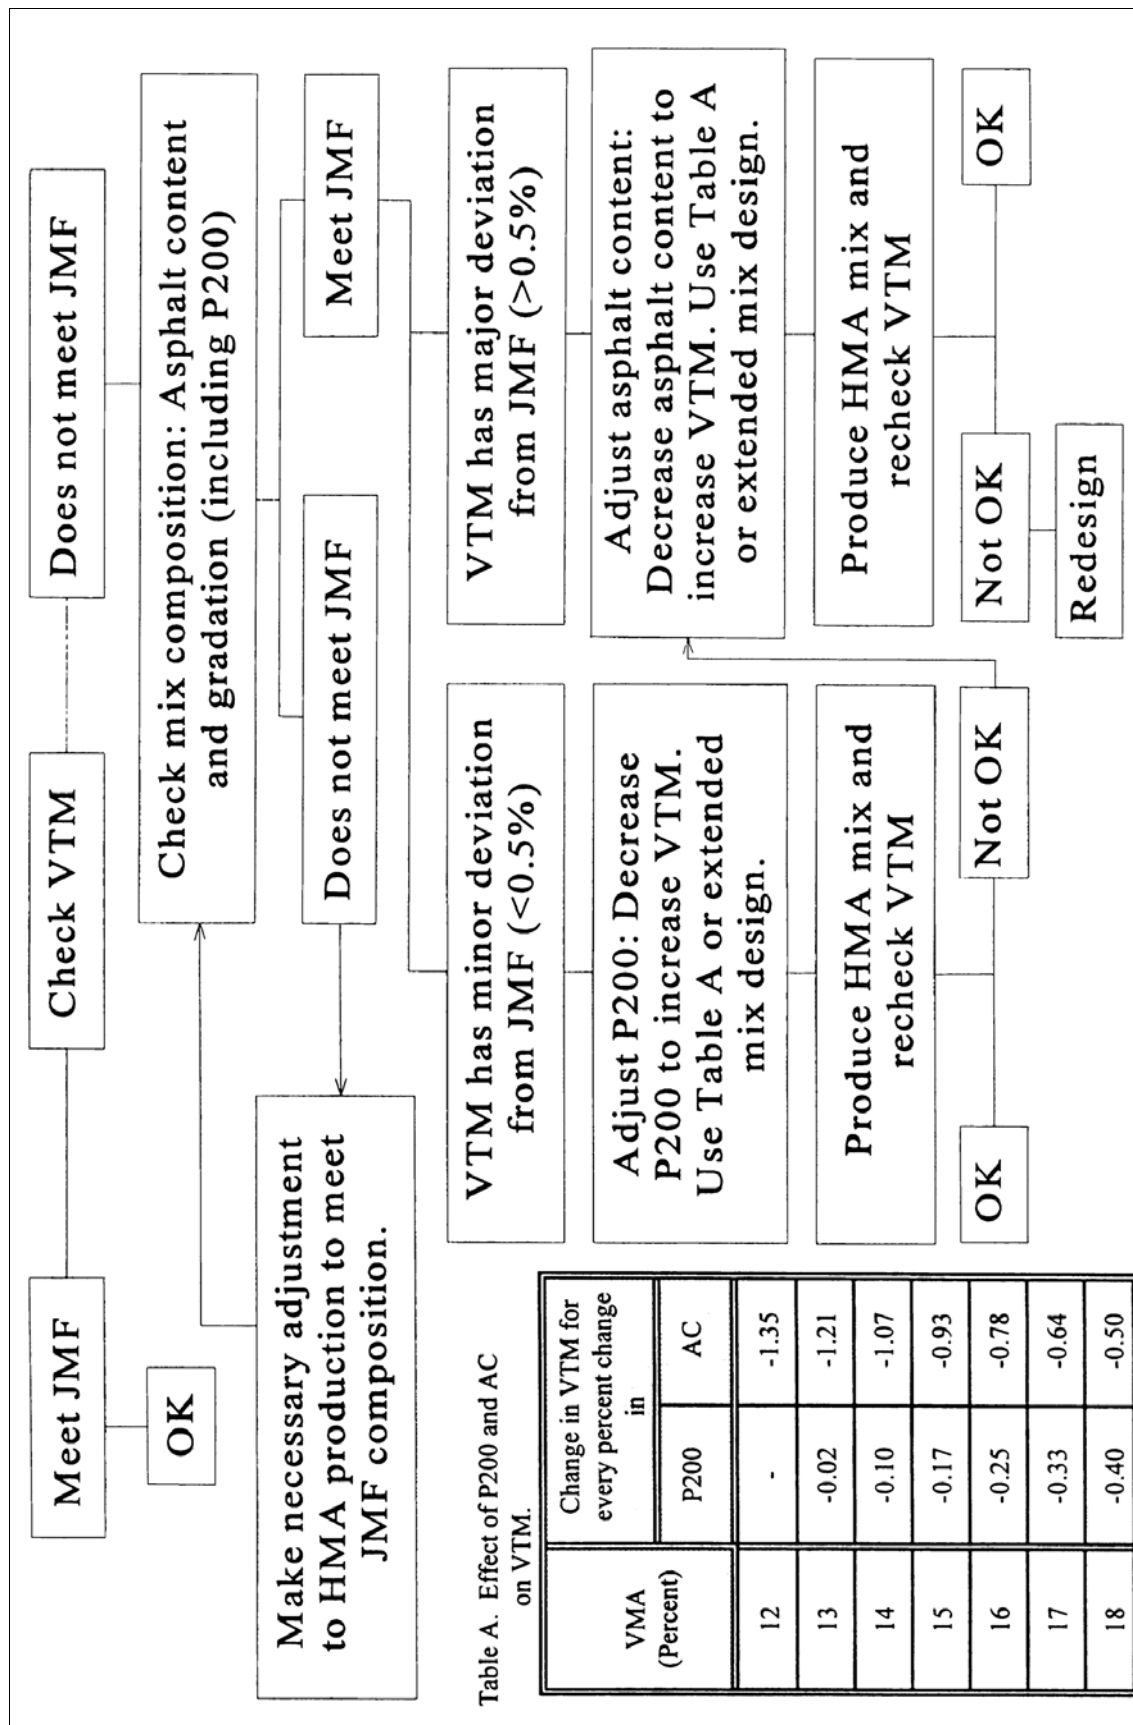 Meet JMF
Check VTM
Does not meet JMF
OK
Check mix composition: Asphalt content
and gradation (including P200)
Make necessary adjustment
to HMA production to meet
JMF composition.
Does not meet JMF
Meet JMF
VTM has minor deviation
from JMF (<0.5%)
VTM has major deviation
from JMF (>0.5%)
Adjust P200: Decrease
P200 to increase VTM.
Use Table A or extended
mix design.
Adjust asphalt content:
Decrease asphalt content to
increase VTM. Use Table A
or extended mix design.
Produce HMA mix and
recheck VTM
Produce HMA mix and
recheck VTM
OK
Not OK
Not OK
OK
Redesign
Table A. Effect of P200 and AC
on VTM.
VMA
(Percent)
Change in VTM for
every percent change
in
P200 AC
12 - -1.35
13 -0.02 -1.21
14 -0.10 -1.07
15 -0.17 -0.93
16 -0.25 -0.78
17 -0.33 -0.64
18 -0.40 -0.50